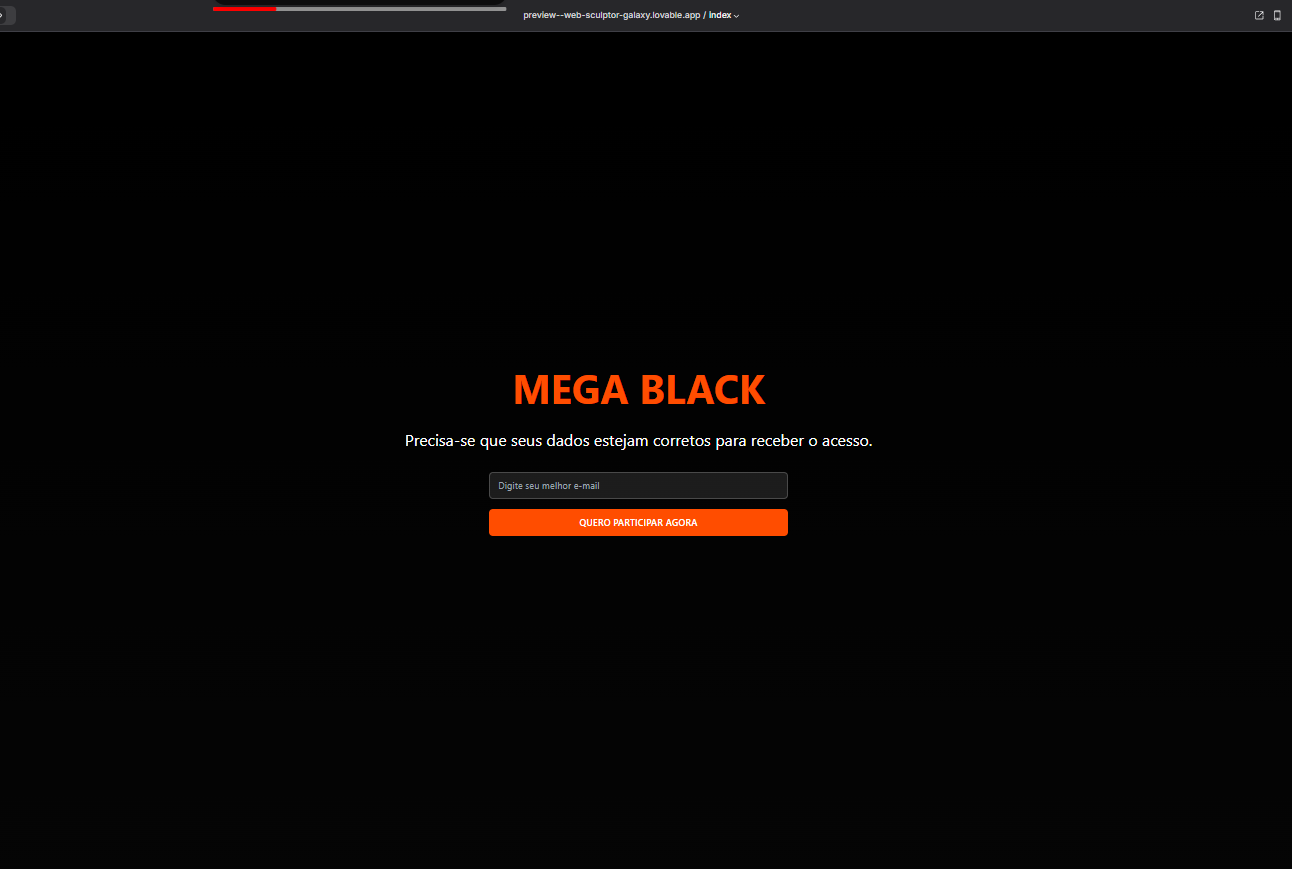 preview--web-sculptor-galaxy.lovable.app / Index
MEGA BLACK
Precisa-se que seus dados estejam corretos para receber o acesso.
Digite seu melhor e-mail
QUERO PARTICIPAR AGORA